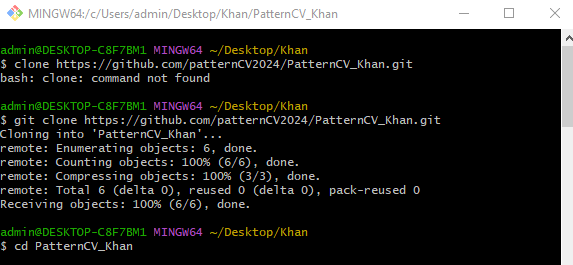 MINGW64:/c/Users/admin/Desktop/Khan/PatternCV_Khan
admin@DESKTOP-C8F7BM1 MINGW64 ~/Desktop/Khan
$ clone https://github.com/patternCV2024/PatternCV_Khan.git
bash: clone: command not found
admin@DESKTOP-C8F7BM1 MINGW64 ~/Desktop/Khan
$ git clone https://github.com/patternCV2024/PatternCV_Khan.git
Cloning into 'PatternCV_Khan'...
remote: Enumerating objects: 6, done.
remote: Counting objects: 100% (6/6), done.
remote: Compressing objects: 100% (3/3), done.
remote: Total 6 (delta 0), reused 0 (delta 0), pack-reused 0
Receiving objects: 100% (6/6), done.
admin@DESKTOP-C8F7BM1 MINGW64 ~/Desktop/Khan
$ cd PatternCV_Khan